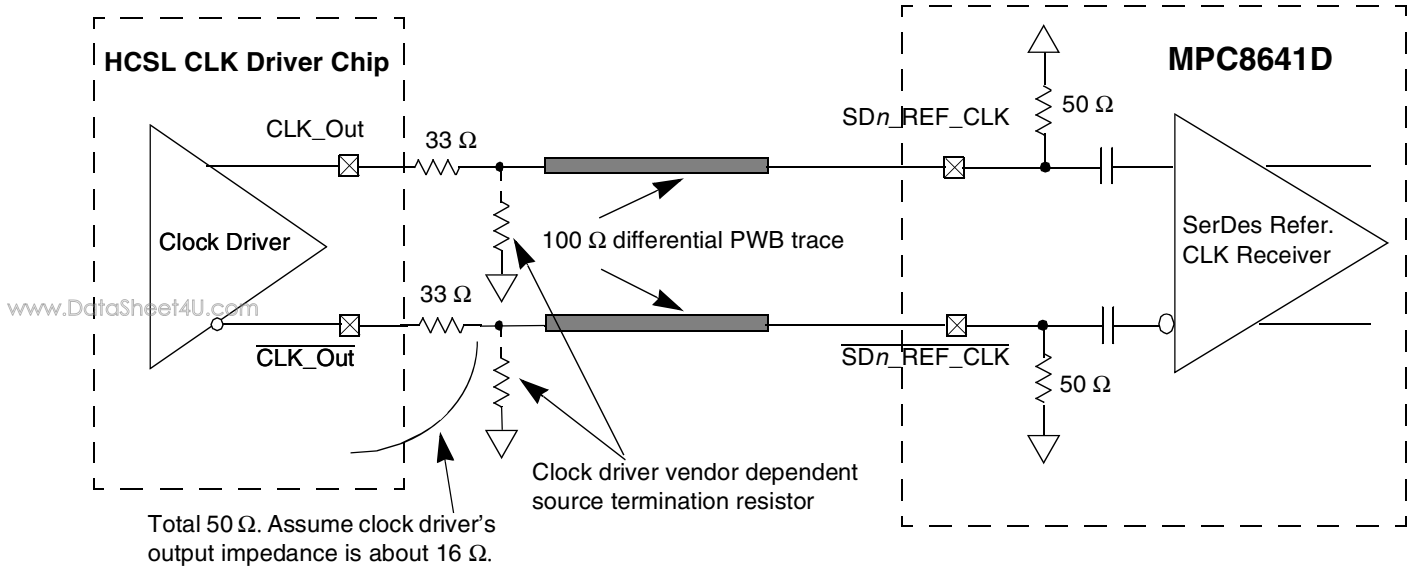 HCSL CLK Driver Chip
MPC8641D
CLK_Out
33 Ω
SDn_REF_CLK
50 Ω
Clock Driver
100 Ω differential PWB trace
SerDes Refer.
CLK Receiver
www.DataSheet4U.com
33 Ω
CLK_Out
SDn_REF_CLK
50 Ω
Clock driver vendor dependent
source termination resistor
Total 50 Ω. Assume clock driver's
output impedance is about 16 Ω.